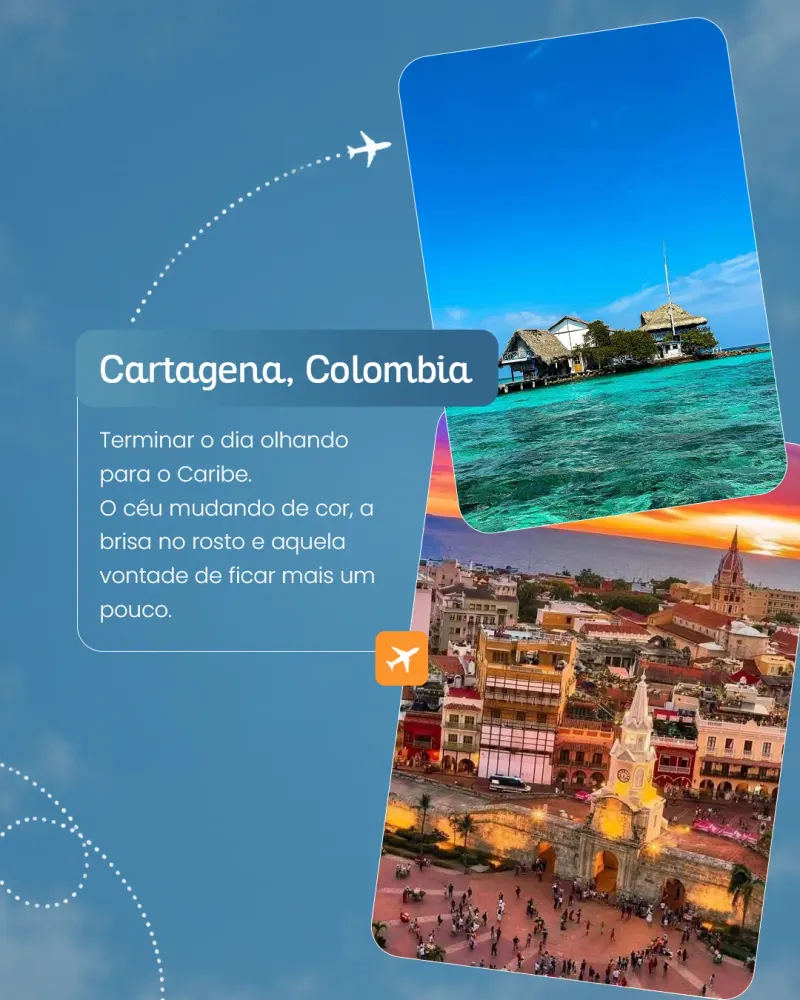 Cartagena, Colombia
Terminar o dia olhando
para o Caribe.
O céu mudando de cor, a
brisa no rosto e aquela
vontade de ficar mais um
pouco.